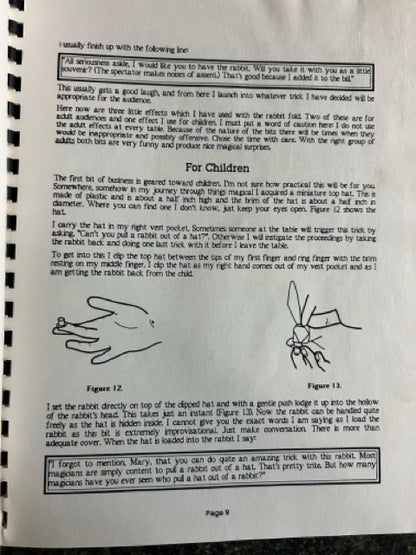 I usually finish up with the following line:
"All seriousness aside, I would like you to have the rabbit. Will you take it with you as a little
souvenir? (The spectator makes noises of assent.) That's good because I added it to the bill."
This usually gets a good laugh, and from here I launch into whatever trick I have decided will be
appropriate for the audience.
Here now are three little effects which I have used with the rabbit fold. Two of these are for
adult audiences and one effect I use for children. I must put a word of caution here: I do not use
the adult effects at every table. Because of the nature of the bits there will be times when they
would be inappropriate and possibly offensive. Chose the time with care. With the right group of
adults both bits are very funny and produce nice magical surprises.
For Children
The first bit of business is geared toward children. I'm not sure how practical this will be for you.
Somewhere, somehow in my journey through things magical I acquired a miniature top hat. This is
made of plastic and is about a half inch high and the brim of the hat is about a half inch in
diameter. Where you can find one I don't know, just keep your eyes open. Figure 12 shows the
hat.
I carry the hat in my right vest pocket. Sometimes someone at the table will trigger this trick by
asking, "Can't you pull a rabbit out of a hat?". Otherwise I will instigate the proceedings by taking
the rabbit back and doing one last trick with it before I leave the table.
To get into this I clip the top hat between the tips of my first finger and ring finger with the brim
resting on my middle finger. I clip the hat as my right hand comes out of my vest pocket and as I
am getting the rabbit back from the child.
Figure 12.
Figure 13.
I set the rabbit directly on top of the clipped hat and with a gentle push lodge it up into the hollow
of the rabbit's head. This takes just an instant (Figure 13). Now the rabbit can be handled quite
freely as the hat is hidden inside. I cannot give you the exact words I am saying as I load the
rabbit as this bit is extremely improvisational. Just make conversation. There is more than
adequate cover. When the hat is loaded into the rabbit I say:
"I forgot to mention, Mary, that you can do quite an amazing trick with this rabbit. Most
magicians are simply content to pull a rabbit out of a hat. That's pretty trite. But how many
magicians have you ever seen who pull a hat out of a rabbit?"
Page 9